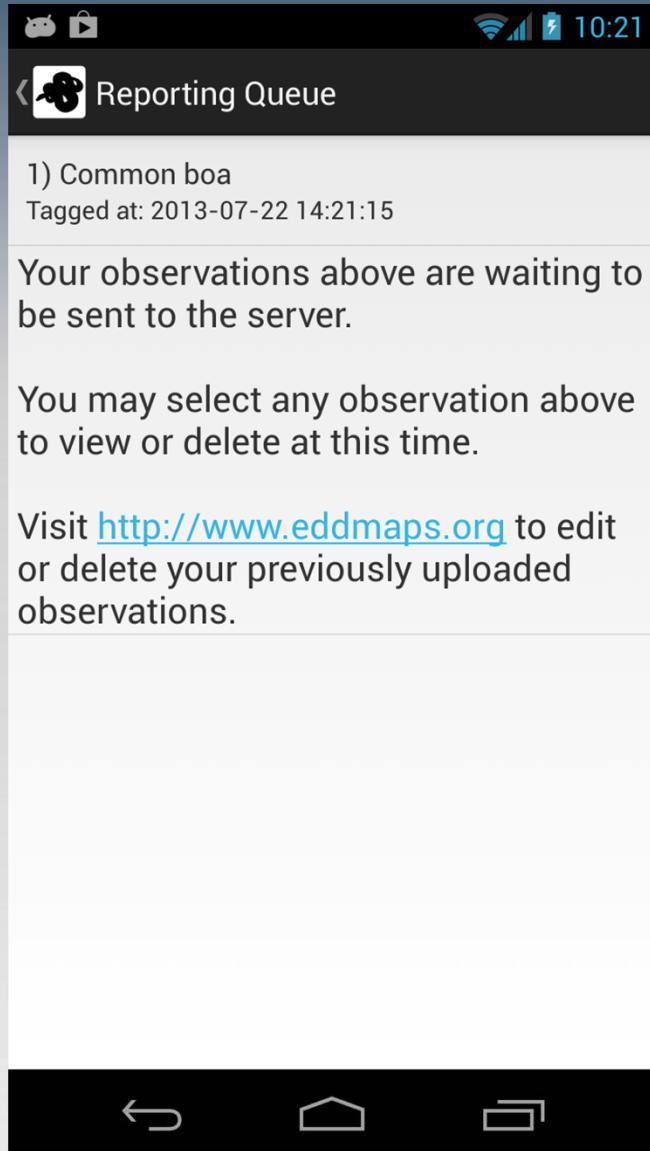 10:21
Reporting Queue
1) Common boa
Tagged at: 2013-07-22 14:21:15
Your observations above are waiting to
be sent to the server.
You may select any observation above
to view or delete at this time.
Visit http://www.eddmaps.org to edit
or delete your previously uploaded
observations.